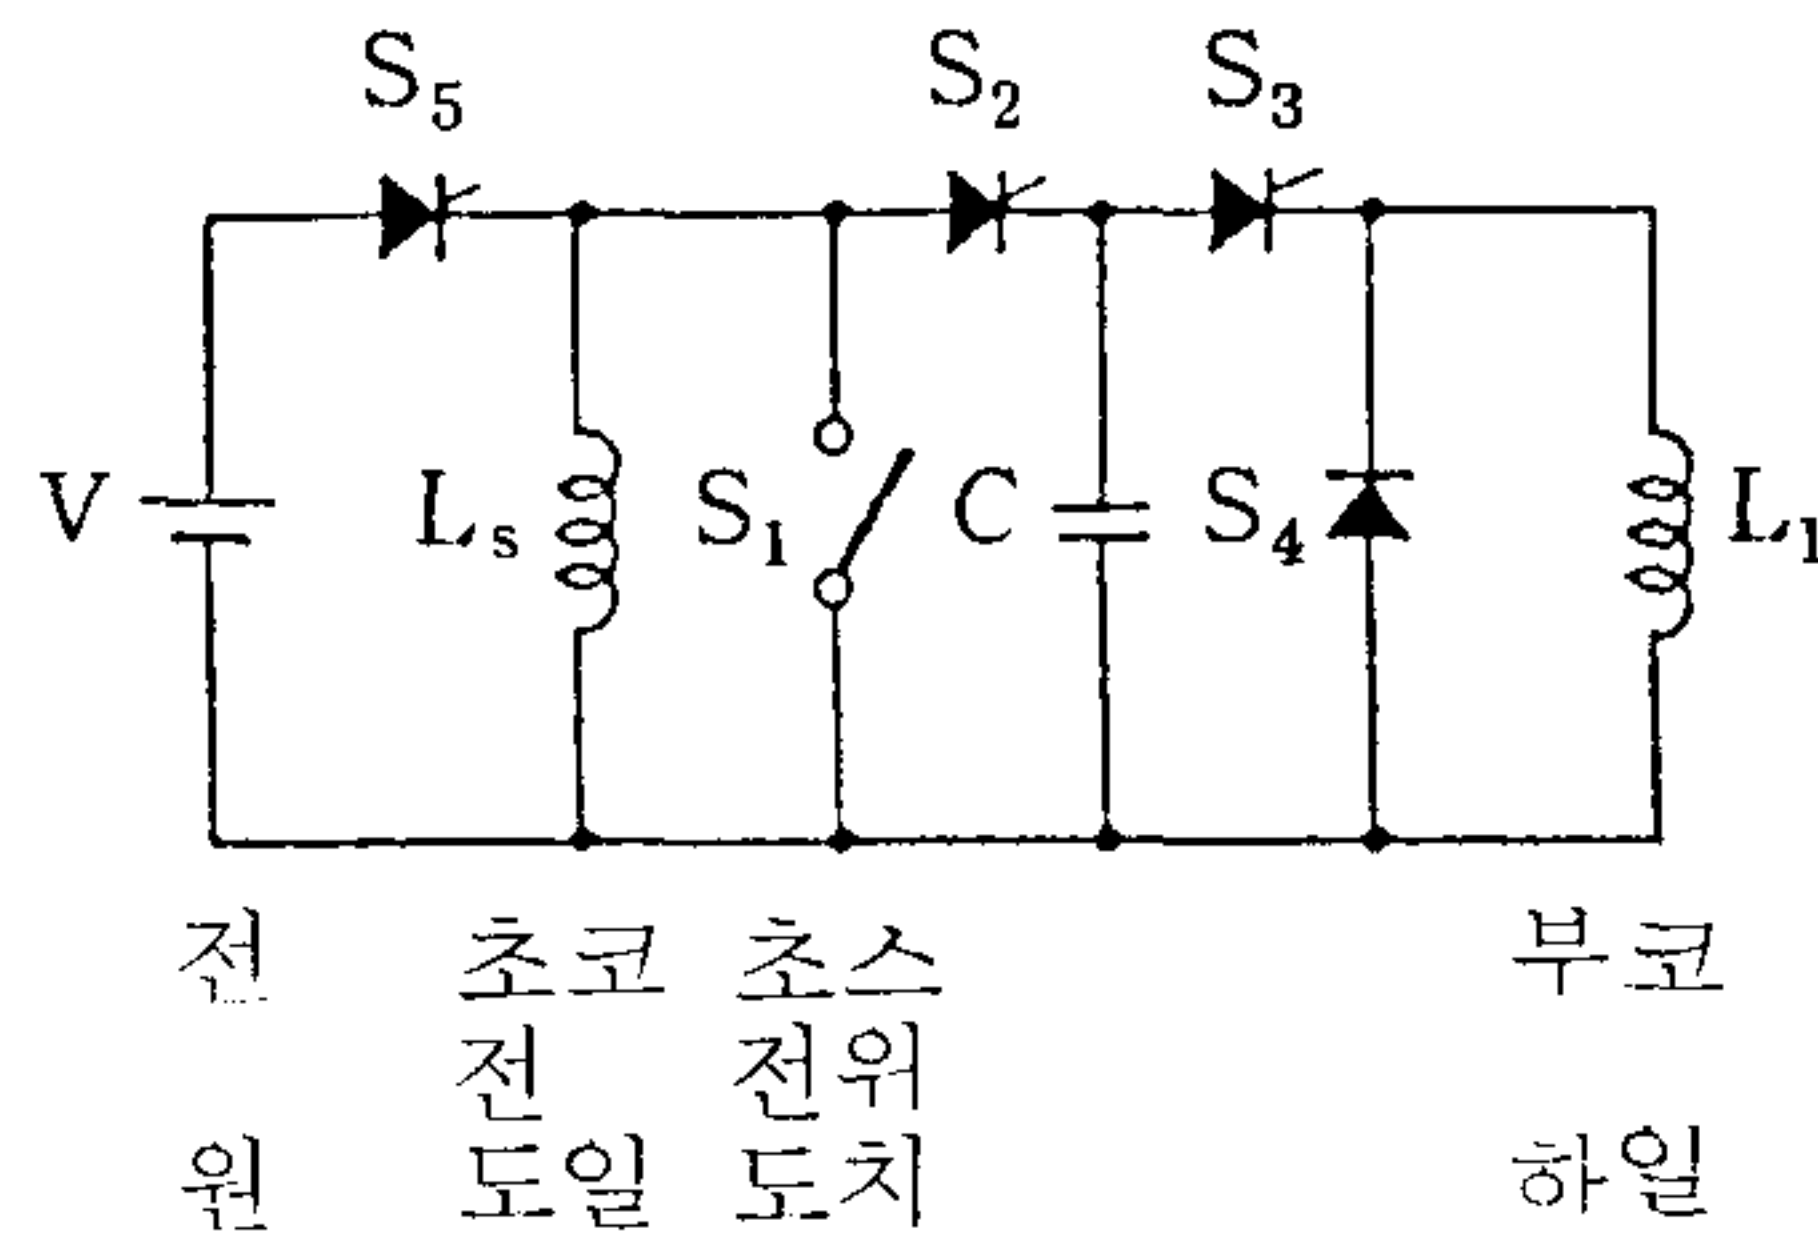 S₅ S₂ S₃
V Lₛ S₁ C S₄ L₁
전 초코 초스 부코
전 전위
원 도일 도치 하일